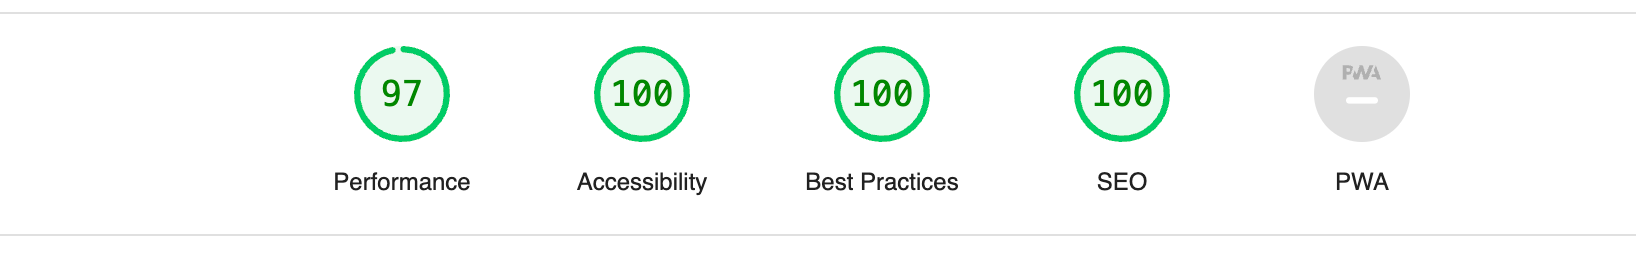 97 100 100 100 PWA
Performance Accessibility Best Practices SEO PWA